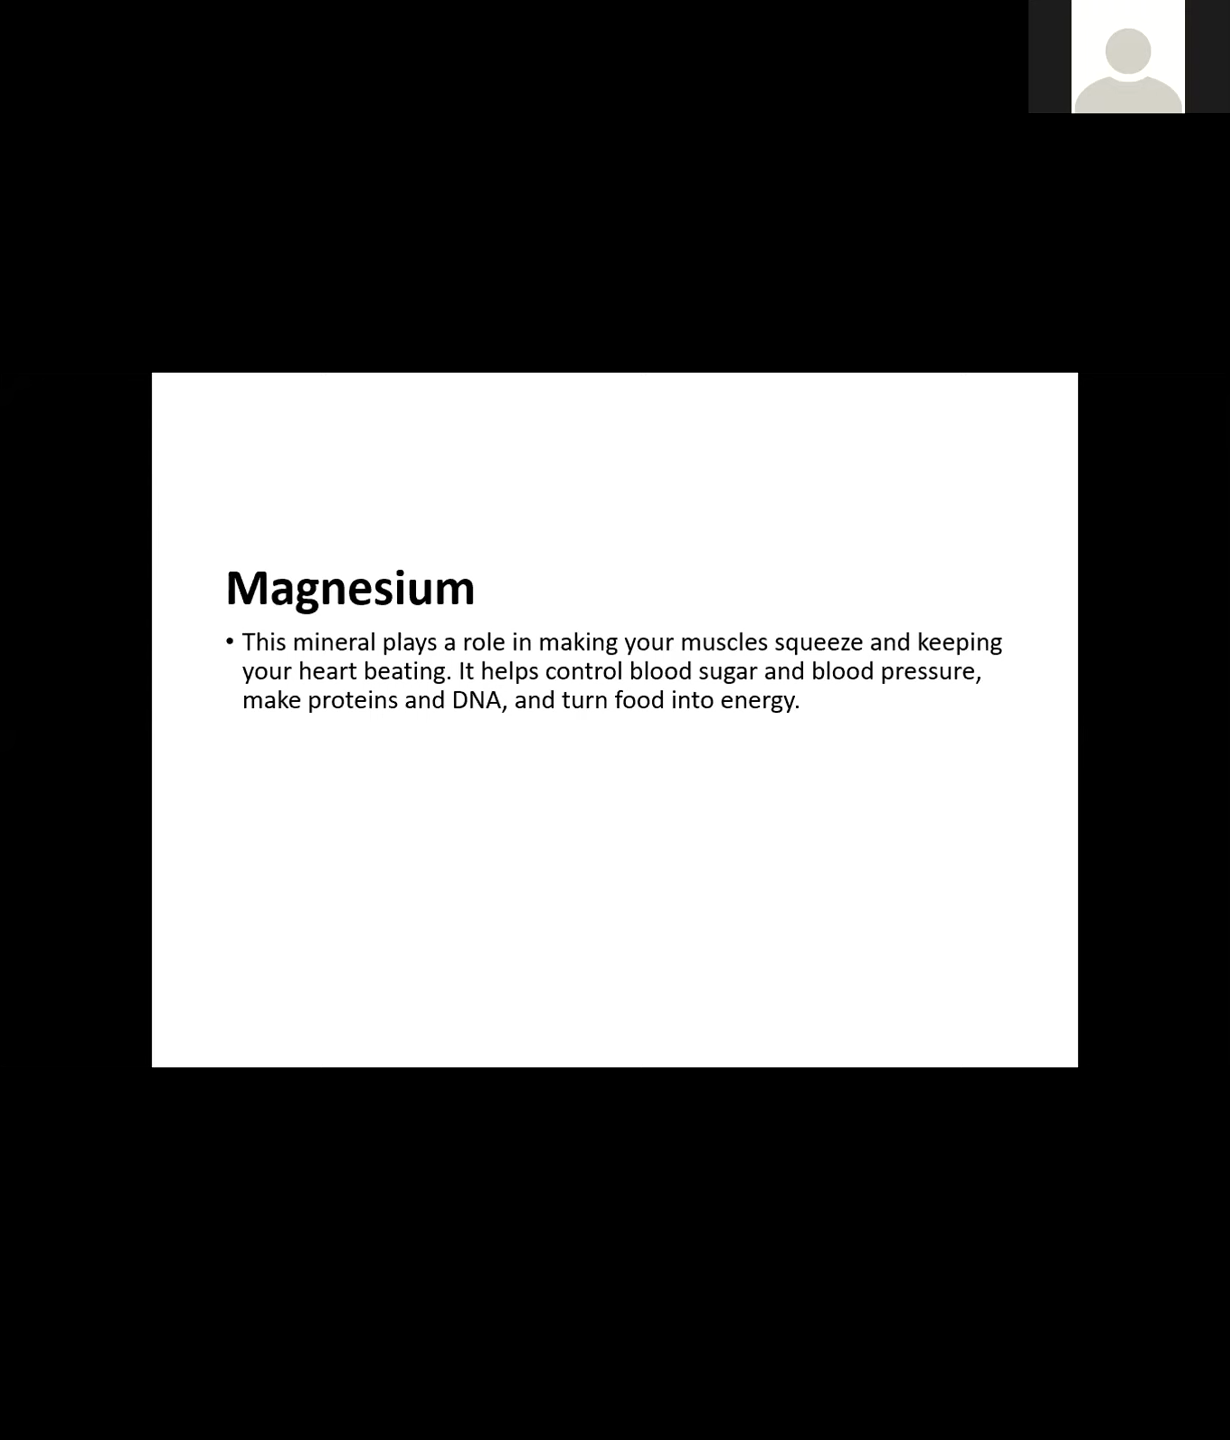 Magnesium
• This mineral plays a role in making your muscles squeeze and keeping
your heart beating. It helps control blood sugar and blood pressure,
make proteins and DNA, and turn food into energy.